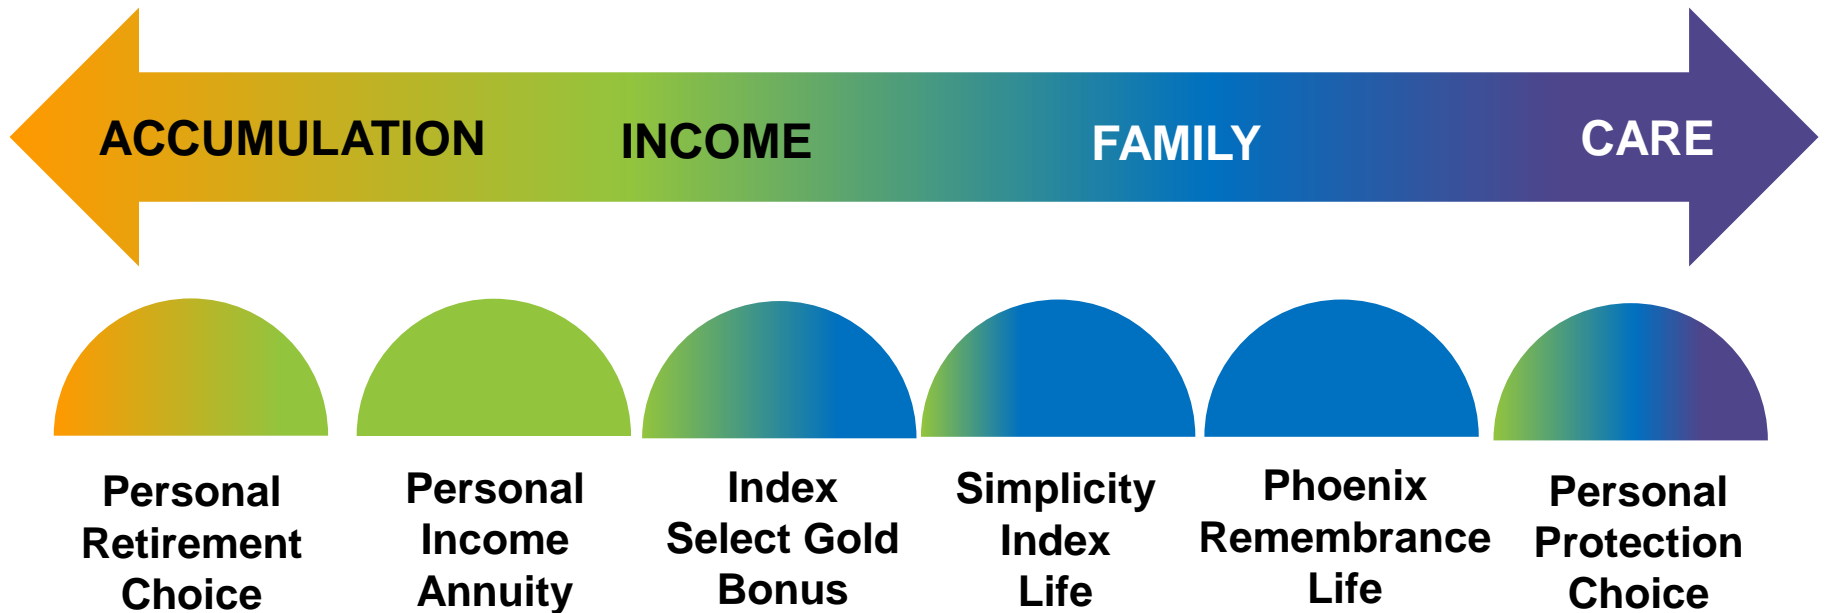 ACCUMULATION
INCOME
FAMILY
CARE
Personal
Retirement
Choice
Personal
Income
Annuity
Index
Select Gold
Bonus
Simplicity
Index
Life
Phoenix
Remembrance
Life
Personal
Protection
Choice